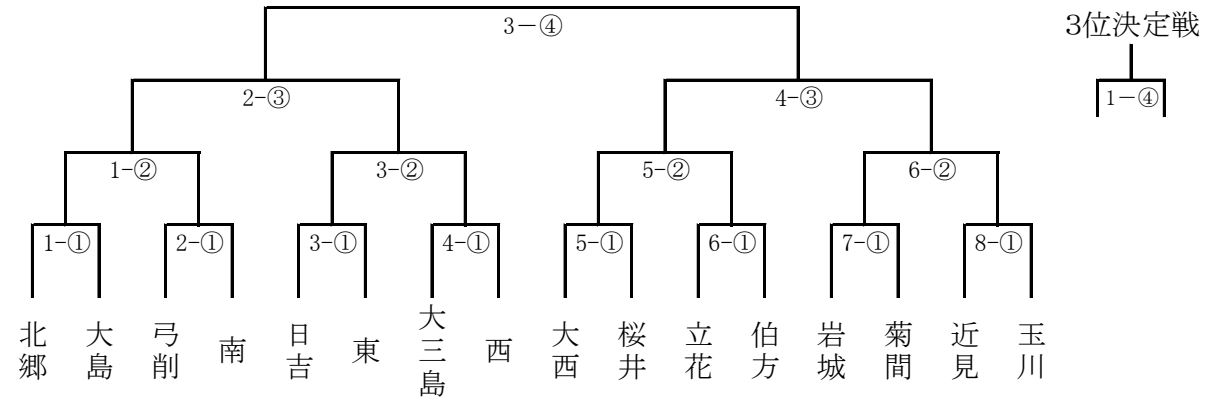 3－④
3位決定戦
2-③
4-③
1－④
1-②
3-②
5-②
6-②
1-①
2-①
3-①
4-①
5-①
6-①
7-①
8-①
北郷
大島
弓削
南
日吉
東
大三島
西
大西
桜井
立花
伯方
岩城
菊間
近見
玉川